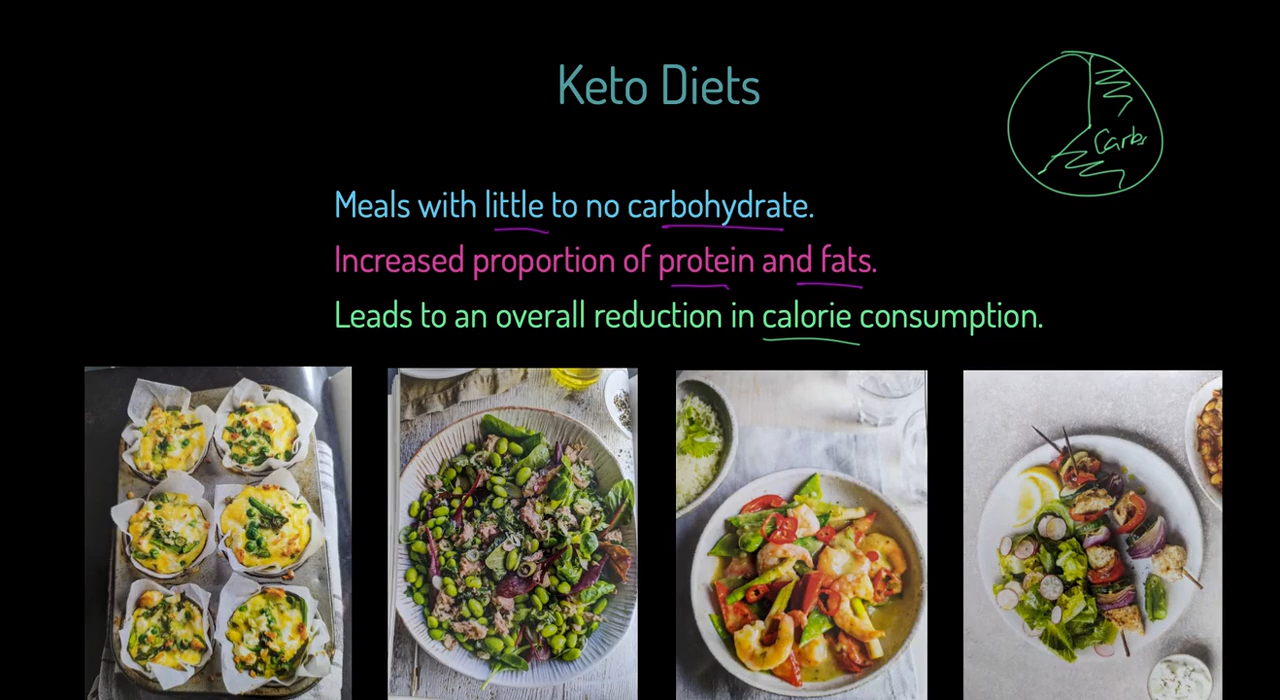 Keto Diets
Carbs
Meals with little to no carbohydrate.
Increased proportion of protein and fats.
Leads to an overall reduction in calorie consumption.